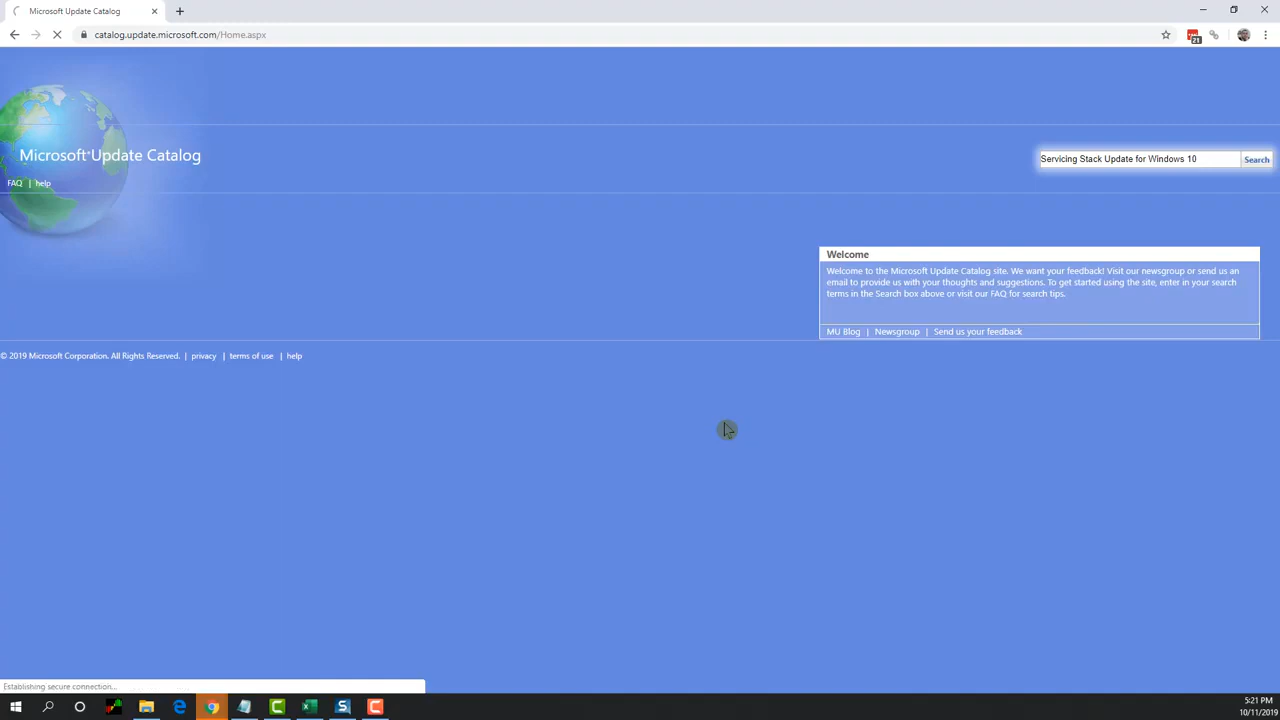 Microsoft Update Catalog
catalog.update.microsoft.com/Home.aspx
21
Microsoft Update Catalog
Servicing Stack Update for Windows 10
Search
FAQ | help
Welcome
Welcome to the Microsoft Update Catalog site. We want your feedback! Visit our newsgroup or send us an
email to provide us with your thoughts and suggestions. To get started using the site, enter in your search
terms in the Search box above or visit our FAQ for search tips.
MU Blog | Newsgroup | Send us your feedback
© 2019 Microsoft Corporation. All Rights Reserved. | privacy | terms of use | help
Establishing secure connection...
5:21 PM
10/11/2019